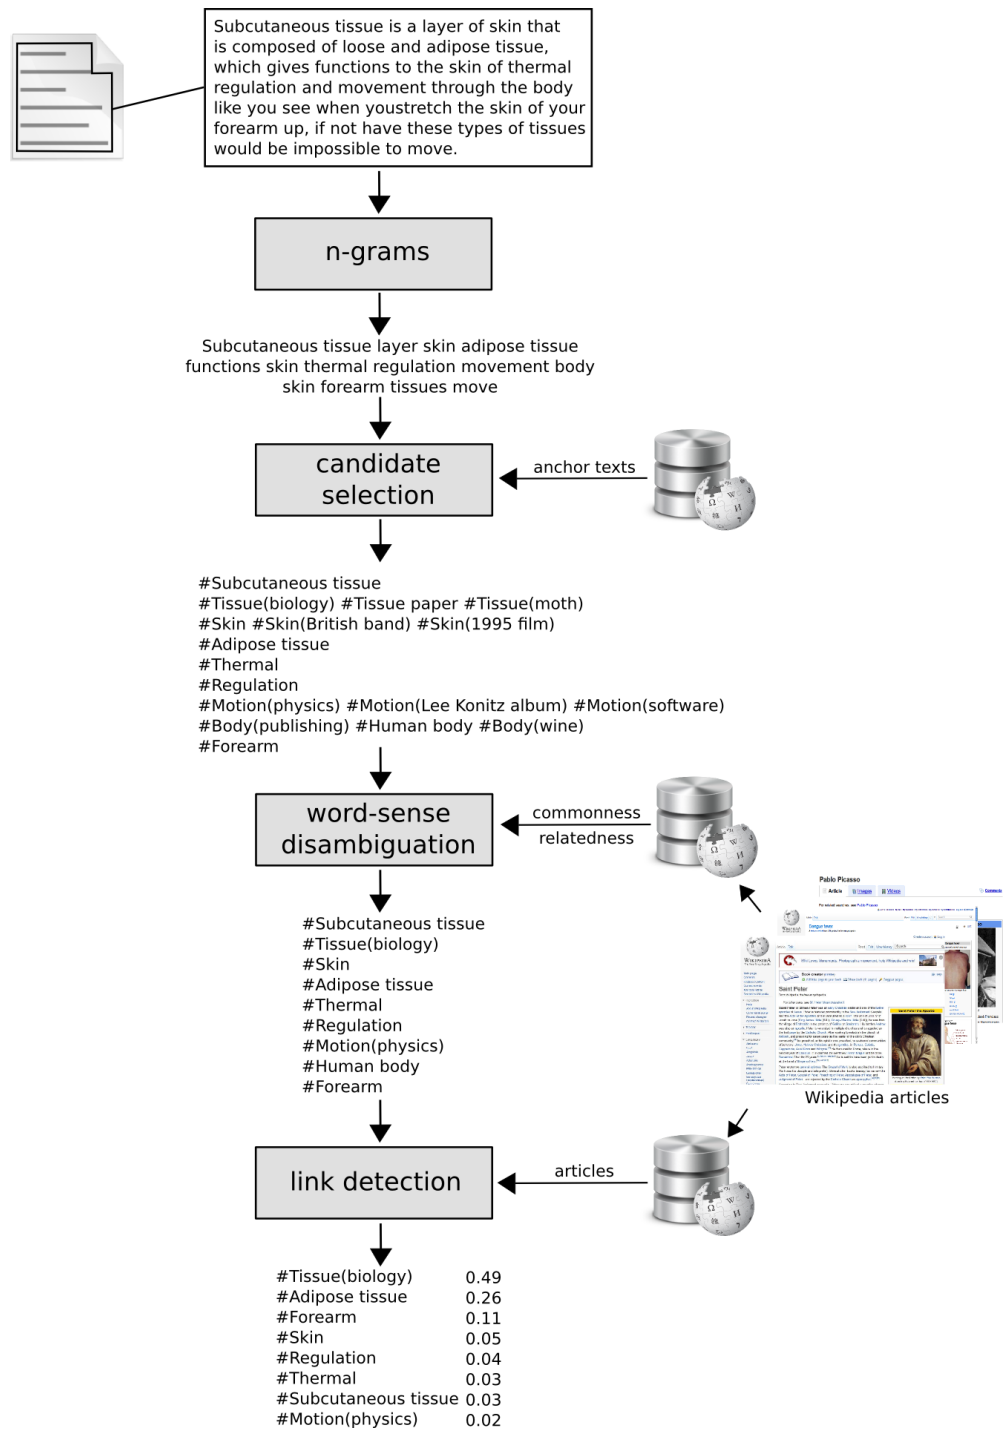 Subcutaneous tissue is a layer of skin that
is composed of loose and adipose tissue,
which gives functions to the skin of thermal
regulation and movement through the body
like you see when youstretch the skin of your
forearm up, if not have these types of tissues
would be impossible to move.
n-grams
Subcutaneous tissue layer skin adipose tissue
functions skin thermal regulation movement body
skin forearm tissues move
candidate
selection
anchor texts
#Subcutaneous tissue
#Tissue(biology) #Tissue paper #Tissue(moth)
#Skin #Skin(British band) #Skin(1995 film)
#Adipose tissue
#Thermal
#Regulation
#Motion(physics) #Motion(Lee Konitz album) #Motion(software)
#Body(publishing) #Human body #Body(wine)
#Forearm
word-sense
disambiguation
commonness
relatedness
Pablo Picasso
Article Images Videos
Saint Peter
Wikipedia articles
#Subcutaneous tissue
#Tissue(biology)
#Skin
#Adipose tissue
#Thermal
#Regulation
#Motion(physics)
#Human body
#Forearm
link detection
articles
#Tissue(biology) 0.49
#Adipose tissue 0.26
#Forearm 0.11
#Skin 0.05
#Regulation 0.04
#Thermal 0.03
#Subcutaneous tissue 0.03
#Motion(physics) 0.02